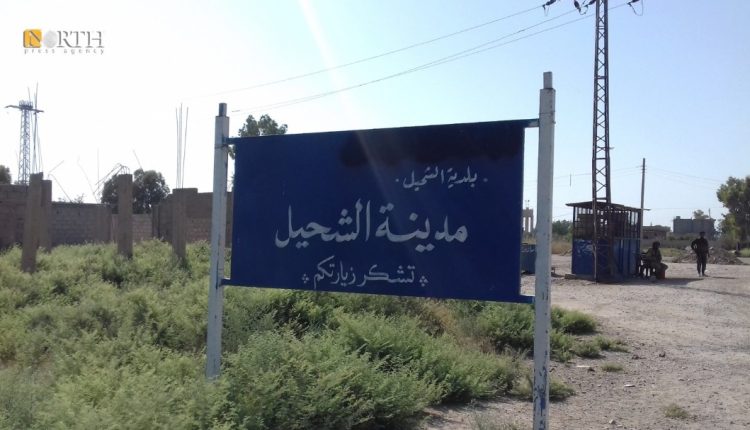 NORTH
press agency
بلدية الشحيل
مدينة الشحيل
تشكر زيارتكم